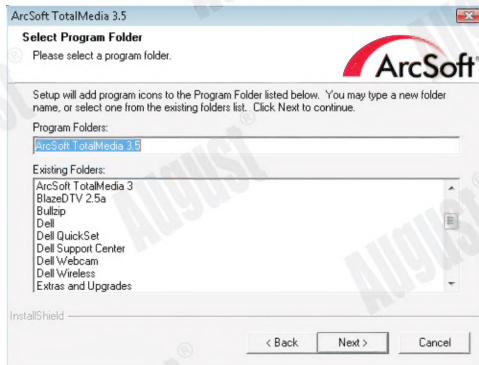 ArcSoft TotalMedia 3.5
Select Program Folder
Please select a program folder.
ArcSoft
Setup will add program icons to the Program Folder listed below. You may type a new folder
name, or select one from the existing folders list. Click Next to continue.
Program Folders:
ArcSoft TotalMedia 3.5
Existing Folders:
ArcSoft TotalMedia 3
BlazeDTV 2.5a
Bullzip
Dell
Dell QuickSet
Dell Support Center
Dell Webcam
Dell Wireless
Extras and Upgrades
InstallShield
< Back
Next >
Cancel
August®
August
August